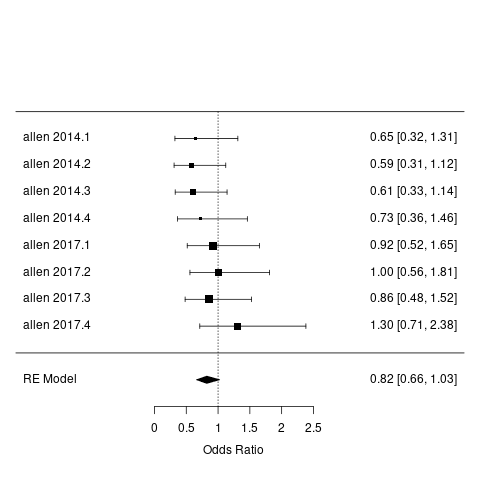 allen 2014.1 0.65 [0.32, 1.31]
allen 2014.2 0.59 [0.31, 1.12]
allen 2014.3 0.61 [0.33, 1.14]
allen 2014.4 0.73 [0.36, 1.46]
allen 2017.1 0.92 [0.52, 1.65]
allen 2017.2 1.00 [0.56, 1.81]
allen 2017.3 0.86 [0.48, 1.52]
allen 2017.4 1.30 [0.71, 2.38]
RE Model 0.82 [0.66, 1.03]
0 0.5 1 1.5 2 2.5
Odds Ratio